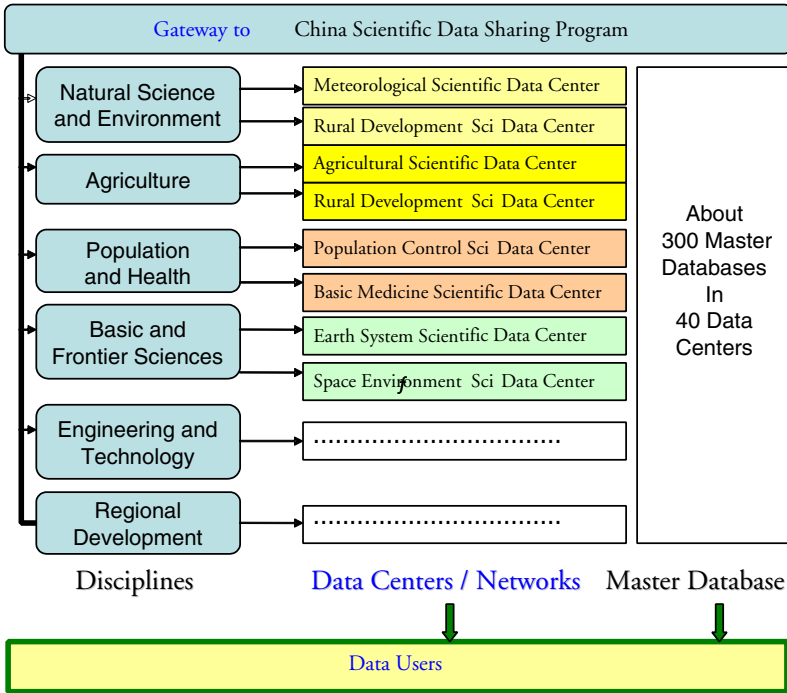 Gateway to China Scientific Data Sharing Program
Natural Science
and Environment
Meteorological Scientific Data Center
Rural Development Sci Data Center
Agriculture
Agricultural Scientific Data Center
Rural Development Sci Data Center
Population
and Health
Population Control Sci Data Center
Basic Medicine Scientific Data Center
Basic and
Frontier Sciences
Earth System Scientific Data Center
Space Environment Sci Data Center
Engineering and
Technology
..................................
Regional
Development
..................................
About
300 Master
Databases
In
40 Data
Centers
Disciplines
Data Centers / Networks
Master Database
Data Users